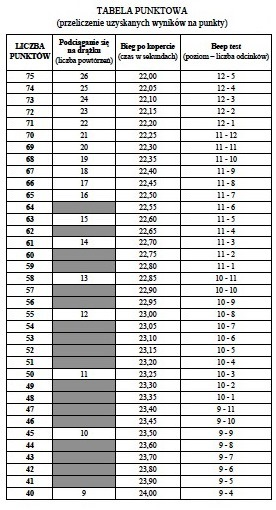 TABELA PUNKTOWA
(przeliczenie uzyskanych wyników na punkty)
LICZBA PUNKTÓW | Podciąganie się na drążku (liczba powtórzeń) | Bieg po kopercie (czas w sekundach) | Beep test (poziom – liczba odcinków)
75 26 22,00 12 - 5
74 25 22,05 12 - 4
73 24 22,10 12 - 3
72 23 22,15 12 - 2
71 22 22,20 12 - 1
70 21 22,25 11 - 12
69 20 22,30 11 - 11
68 19 22,35 11 - 10
67 18 22,40 11 - 9
66 17 22,45 11 - 8
65 16 22,50 11 - 7
64 22,55 11 - 6
63 15 22,60 11 - 5
62 22,65 11 - 4
61 14 22,70 11 - 3
60 22,75 11 - 2
59 22,80 11 - 1
58 13 22,85 10 - 11
57 22,90 10 - 10
56 22,95 10 - 9
55 12 23,00 10 - 8
54 23,05 10 - 7
53 23,10 10 - 6
52 23,15 10 - 5
51 23,20 10 - 4
50 11 23,25 10 - 3
49 23,30 10 - 2
48 23,35 10 - 1
47 23,40 9 - 11
46 23,45 9 - 10
45 10 23,50 9 - 9
44 23,60 9 - 8
43 23,70 9 - 7
42 23,80 9 - 6
41 23,90 9 - 5
40 9 24,00 9 - 4